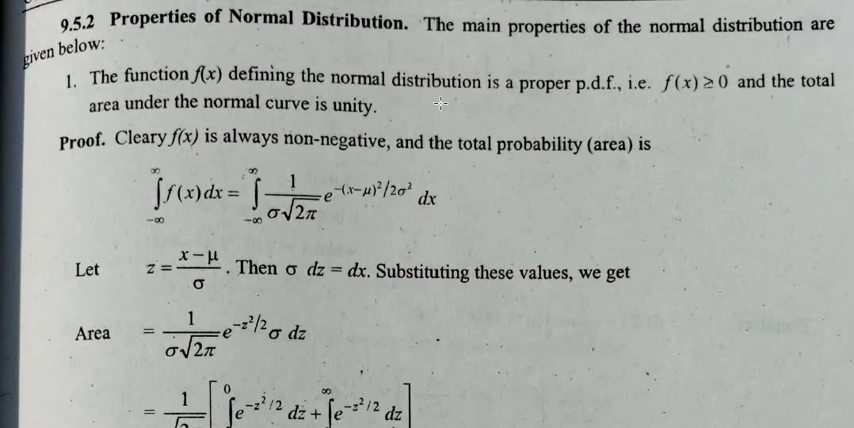 9.5.2 Properties of Normal Distribution. The main properties of the normal distribution are
given below:
1. The function f(x) defining the normal distribution is a proper p.d.f., i.e. f(x) ≥ 0 and the total
area under the normal curve is unity.
Proof. Cleary f(x) is always non-negative, and the total probability (area) is
∫_{-∞}^{∞} f(x) dx = ∫_{-∞}^{∞} 1/(σ√2π) e^{-(x-μ)²/2σ²} dx
Let z = (x-μ)/σ. Then σ dz = dx. Substituting these values, we get
Area = 1/(σ√2π) e^{-z²/2} σ dz
= 1/√ [ ∫^{0} e^{-z²/2} dz + ∫^{∞} e^{-z²/2} dz ]